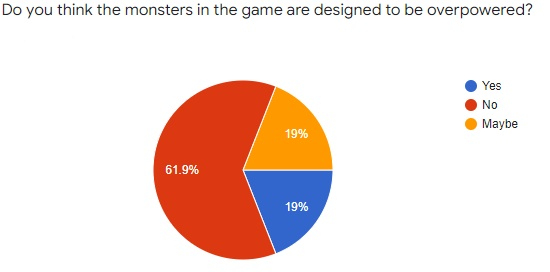 Do you think the monsters in the game are designed to be overpowered?
Yes
No
Maybe
19%
61.9%
19%